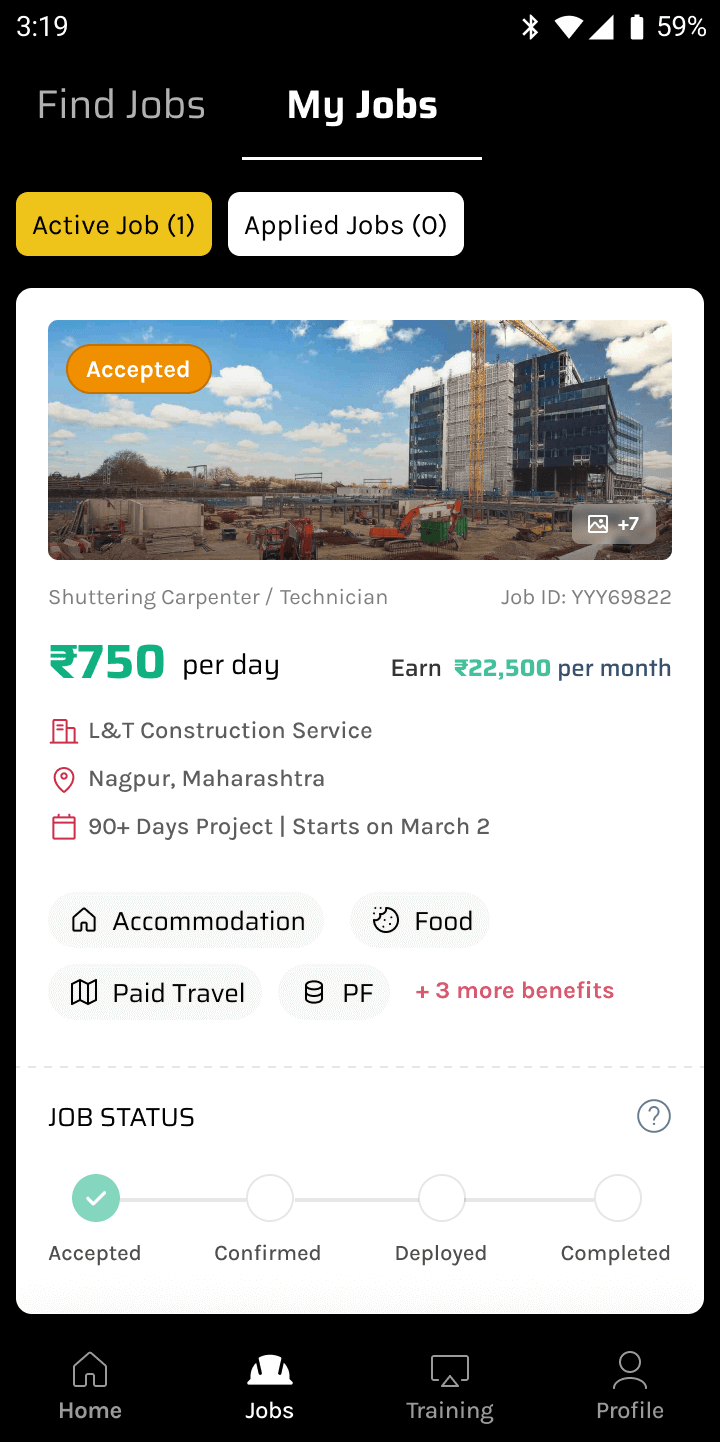 3:19 59%
Find Jobs My Jobs
Active Job (1) Applied Jobs (0)
Accepted
+7
Shuttering Carpenter / Technician Job ID: YYY69822
₹750 per day Earn ₹22,500 per month
L&T Construction Service
Nagpur, Maharashtra
90+ Days Project | Starts on March 2
Accommodation Food
Paid Travel PF + 3 more benefits
JOB STATUS ?
Accepted Confirmed Deployed Completed
Home Jobs Training Profile